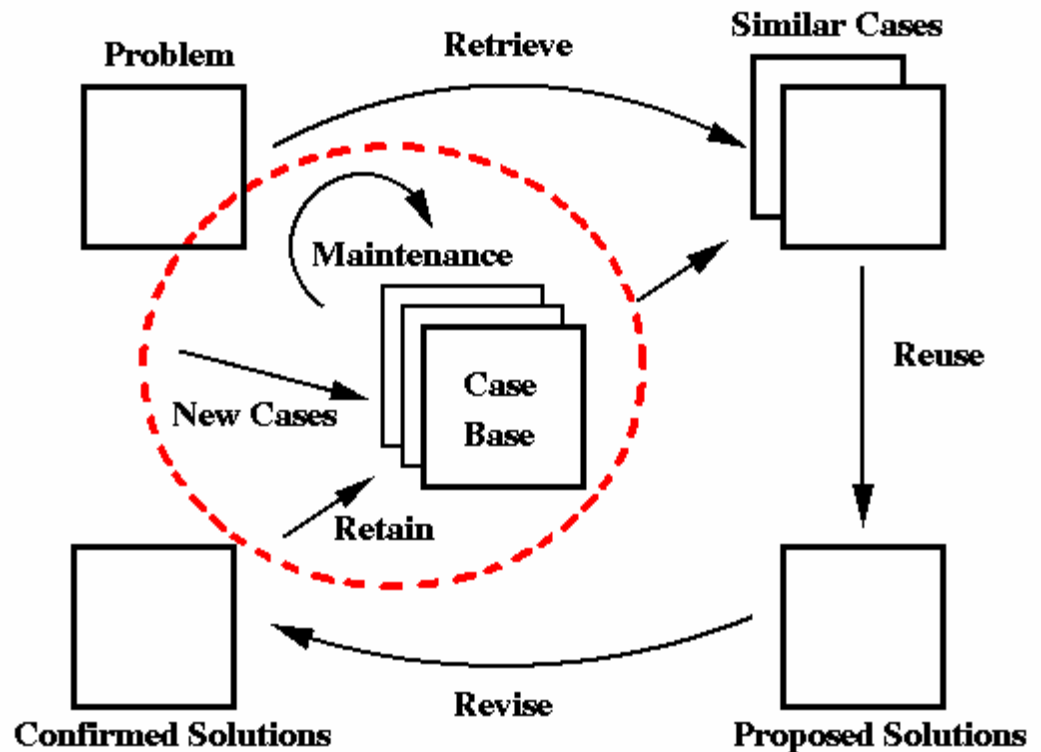 Problem
Retrieve
Similar Cases
Maintenance
Reuse
New Cases
Case
Base
Retain
Revise
Confirmed Solutions
Proposed Solutions